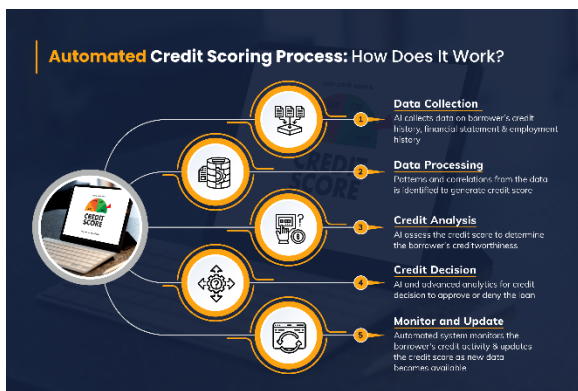 Automated Credit Scoring Process: How Does It Work?
1
Data Collection
AI collects data on borrower's credit
history, financial statement & employment
history
2
Data Processing
Patterns and correlations from the data
is identified to generate credit score
CREDIT
SCORE
CREDIT
SCORE
3
Credit Analysis
AI assess the credit score to determine
the borrower's creditworthiness
4
Credit Decision
AI and advanced analytics for credit
decision to approve or deny the loan
5
Monitor and Update
Automated system monitors the
borrower's credit activity & updates
the credit score as new data
becomes available